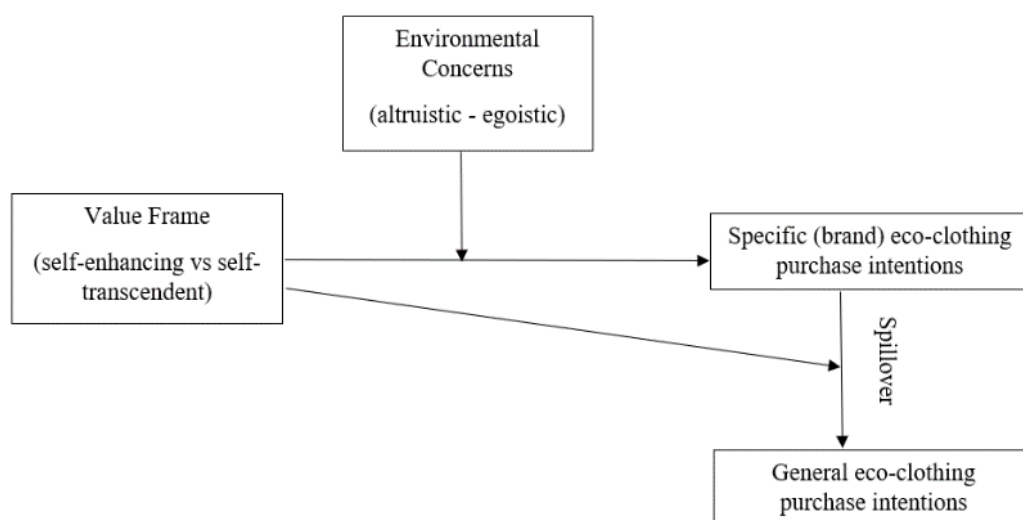 Environmental
Concerns
(altruistic - egoistic)
Value Frame
(self-enhancing vs self-
transcendent)
Specific (brand) eco-clothing
purchase intentions
Spillover
General eco-clothing
purchase intentions